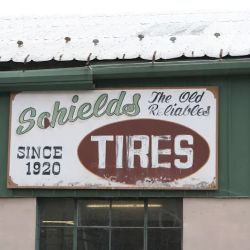 Schields The Old
Reliables
SINCE
1920
TIRES